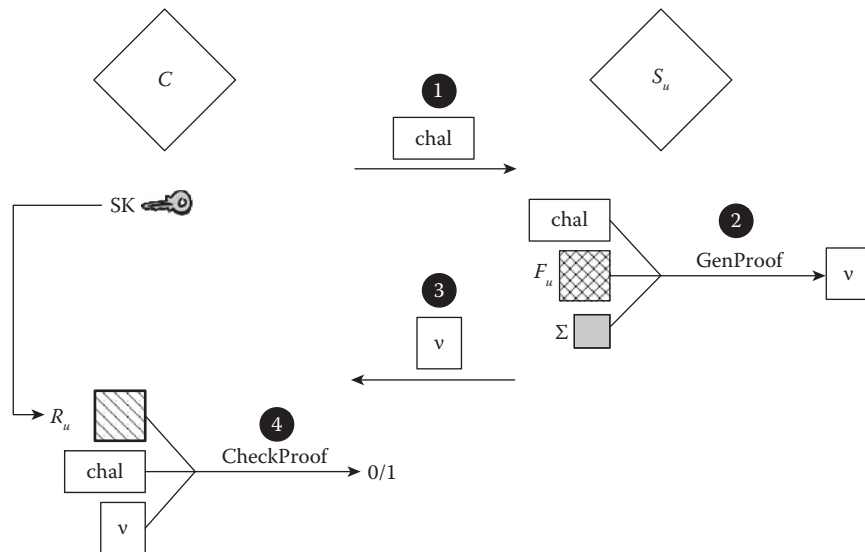 C
S_u
1
chal
SK
chal
2
GenProof
F_u
ν
3
Σ
ν
R_u
4
chal
CheckProof
0/1
ν